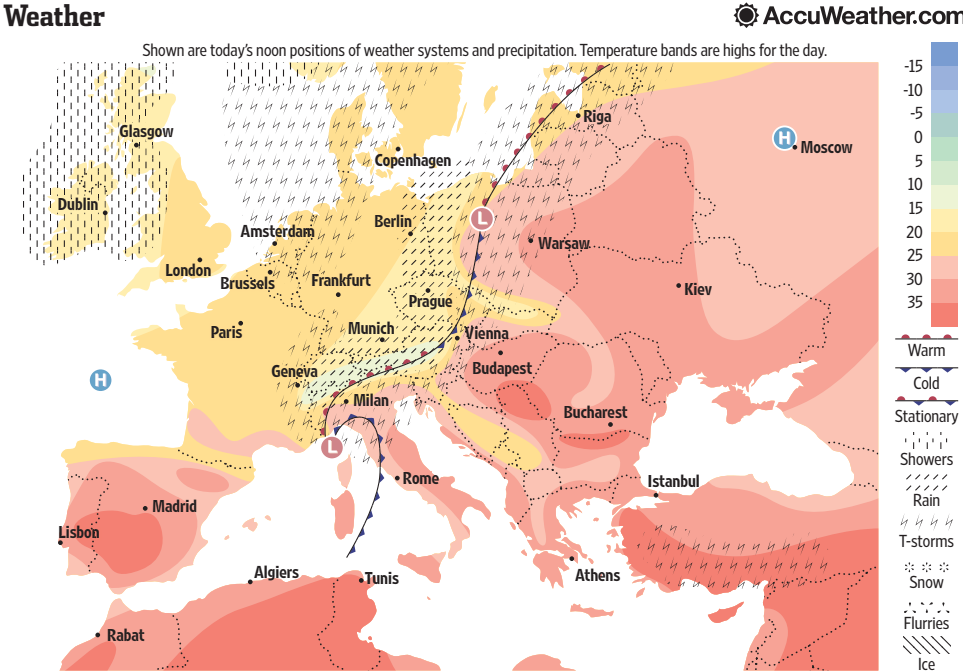 Weather
AccuWeather.com
Shown are today's noon positions of weather systems and precipitation. Temperature bands are highs for the day.
-15
-10
-5
0
5
10
15
20
25
30
35
Warm
Cold
Stationary
Showers
Rain
T-storms
Snow
Flurries
Ice
Glasgow
Riga
H
Moscow
Copenhagen
Dublin
L
Berlin
Amsterdam
Warsaw
London
Brussels
Frankfurt
Kiev
Prague
Paris
Munich
Vienna
Geneva
Budapest
H
Milan
Bucharest
L
Rome
Istanbul
Madrid
Lisbon
Algiers
Tunis
Athens
Rabat